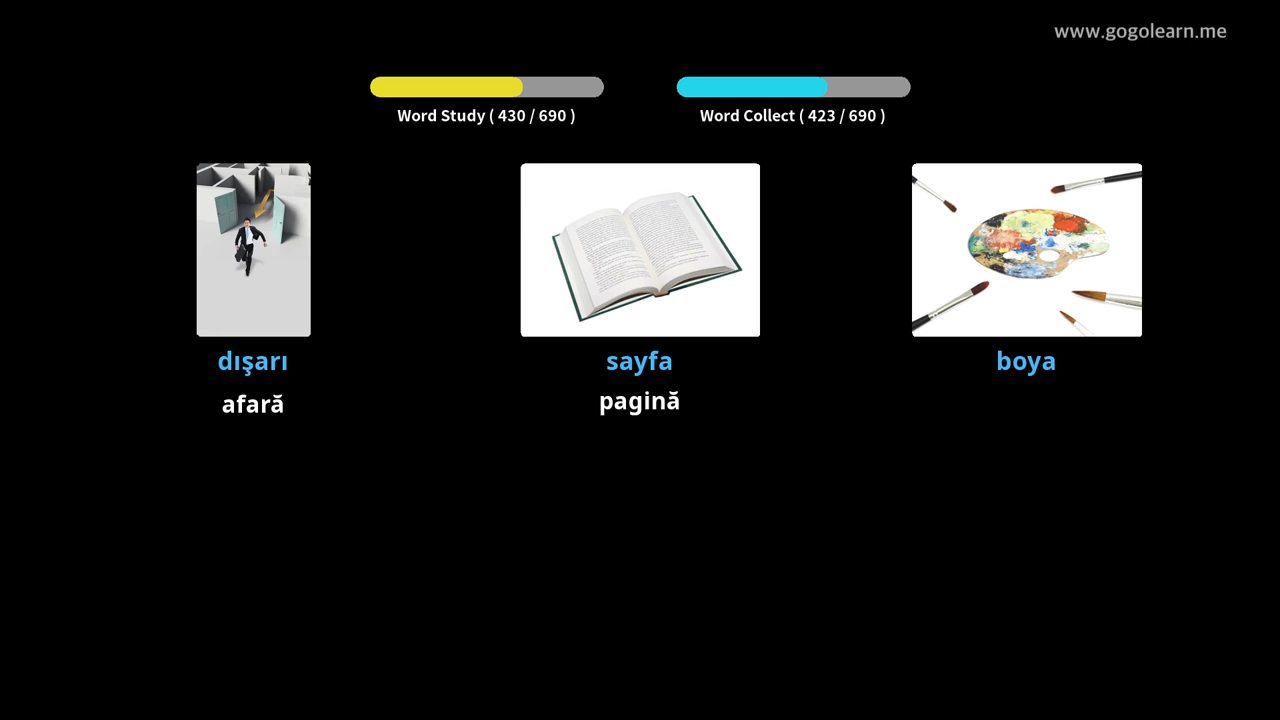 www.gogolearn.me
Word Study ( 430 / 690 )
Word Collect ( 423 / 690 )
dışarı
sayfa
boya
afară
pagină